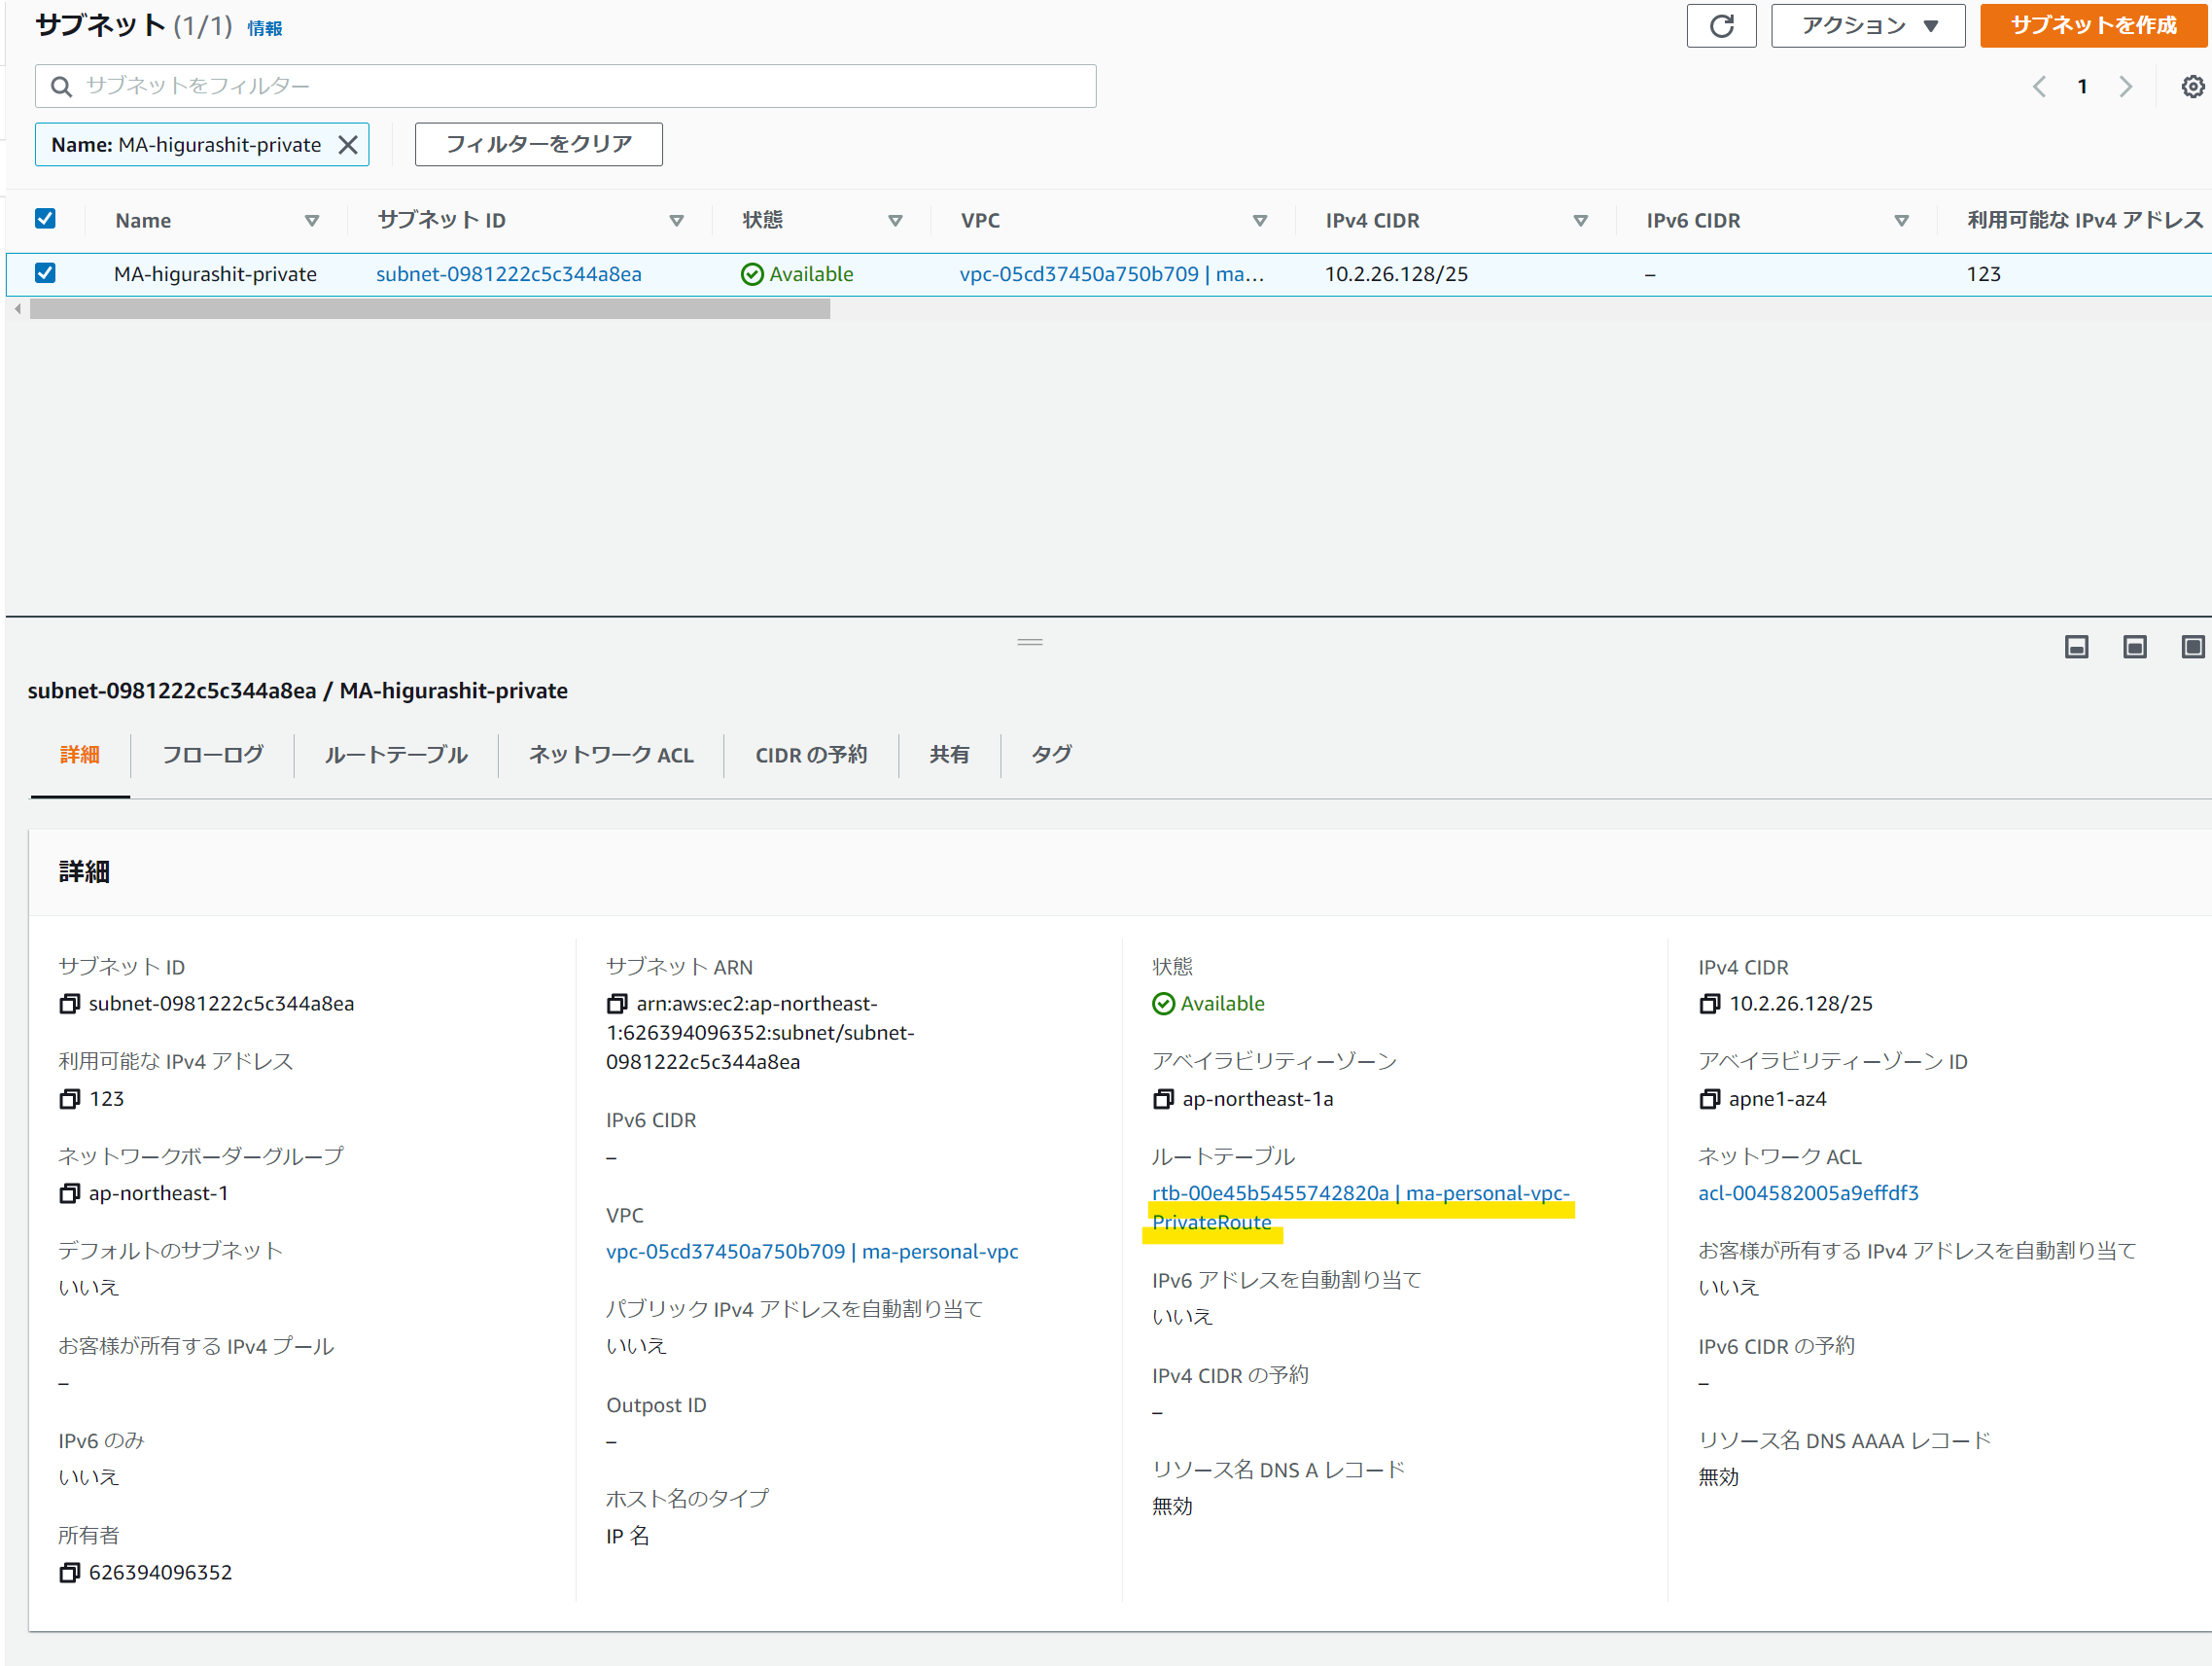 サブネット (1/1) 情報
アクション ▼
サブネットを作成
サブネットをフィルター
1
Name: MA-higurashit-private
フィルターをクリア
Name サブネット ID 状態 VPC IPv4 CIDR IPv6 CIDR 利用可能な IPv4 アドレス
MA-higurashit-private subnet-0981222c5c344a8ea Available vpc-05cd37450a750b709 | ma... 10.2.26.128/25 – 123
subnet-0981222c5c344a8ea / MA-higurashit-private
詳細 フローログ ルートテーブル ネットワーク ACL CIDR の予約 共有 タグ
詳細
サブネット ID
subnet-0981222c5c344a8ea
利用可能な IPv4 アドレス
123
ネットワークボーダーグループ
ap-northeast-1
デフォルトのサブネット
いいえ
お客様が所有する IPv4 プール
–
IPv6 のみ
いいえ
所有者
626394096352
サブネット ARN
arn:aws:ec2:ap-northeast-
1:626394096352:subnet/subnet-
0981222c5c344a8ea
IPv6 CIDR
–
VPC
vpc-05cd37450a750b709 | ma-personal-vpc
パブリック IPv4 アドレスを自動割り当て
いいえ
Outpost ID
–
ホスト名のタイプ
IP 名
状態
Available
アベイラビリティーゾーン
ap-northeast-1a
ルートテーブル
rtb-00e45b5455742820a | ma-personal-vpc-
PrivateRoute
IPv6 アドレスを自動割り当て
いいえ
IPv4 CIDR の予約
–
リソース名 DNS A レコード
無効
IPv4 CIDR
10.2.26.128/25
アベイラビリティーゾーン ID
apne1-az4
ネットワーク ACL
acl-004582005a9effdf3
お客様が所有する IPv4 アドレスを自動割り当て
いいえ
IPv6 CIDR の予約
–
リソース名 DNS AAAA レコード
無効